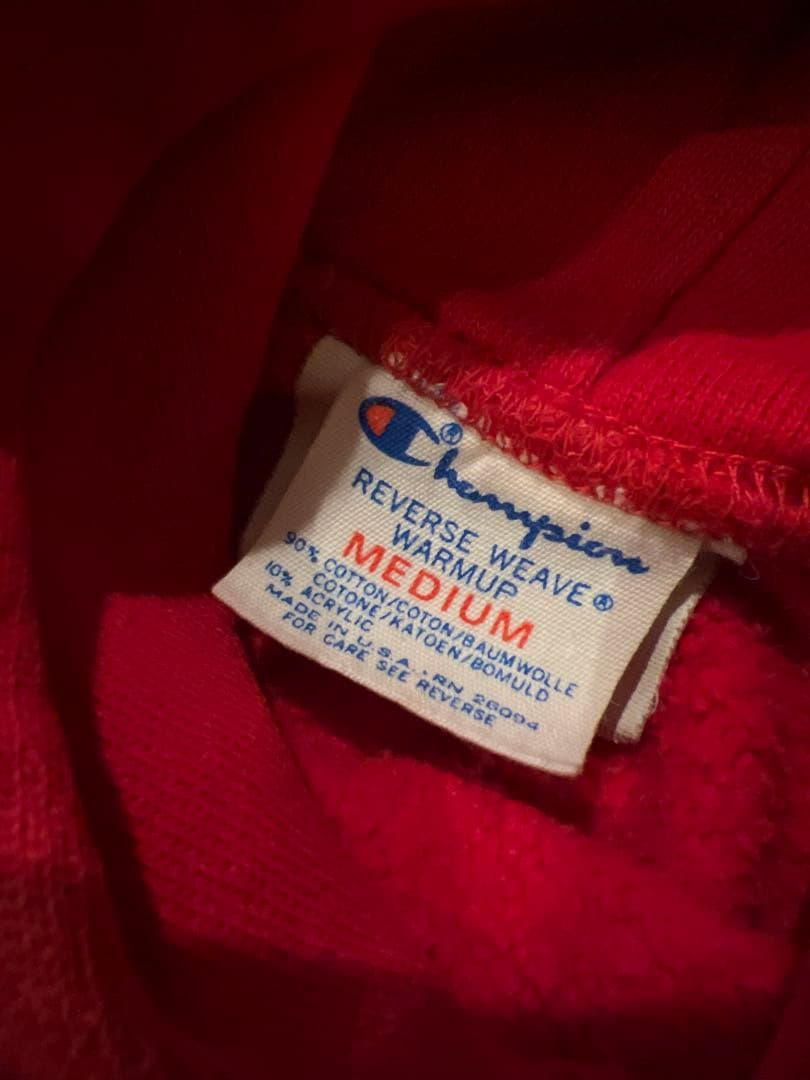 Champion®
REVERSE WEAVE®
WARMUP
MEDIUM
90% COTTON/COTON/BAUMWOLLE
COTONE/KATOEN/BOMULD
10% ACRYLIC
MADE IN U.S.A. RN 26094
FOR CARE SEE REVERSE